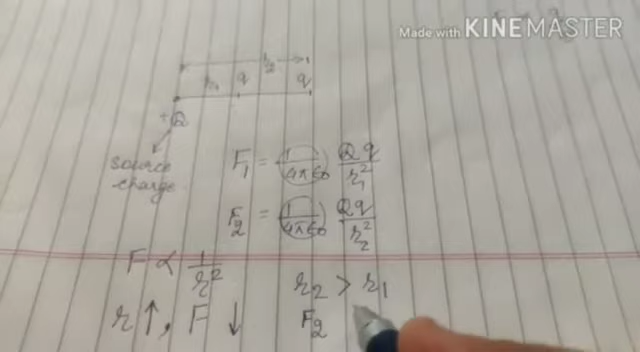 Made with KINEMASTER
r₂
r₁ q q
+Q
source
charge
F₁ = 1/4πε₀ Qq/r₁²
F₂ = 1/4πε₀ Qq/r₂²
F ∝ 1/r²
r₂ > r₁
r ↑, F ↓
F₂